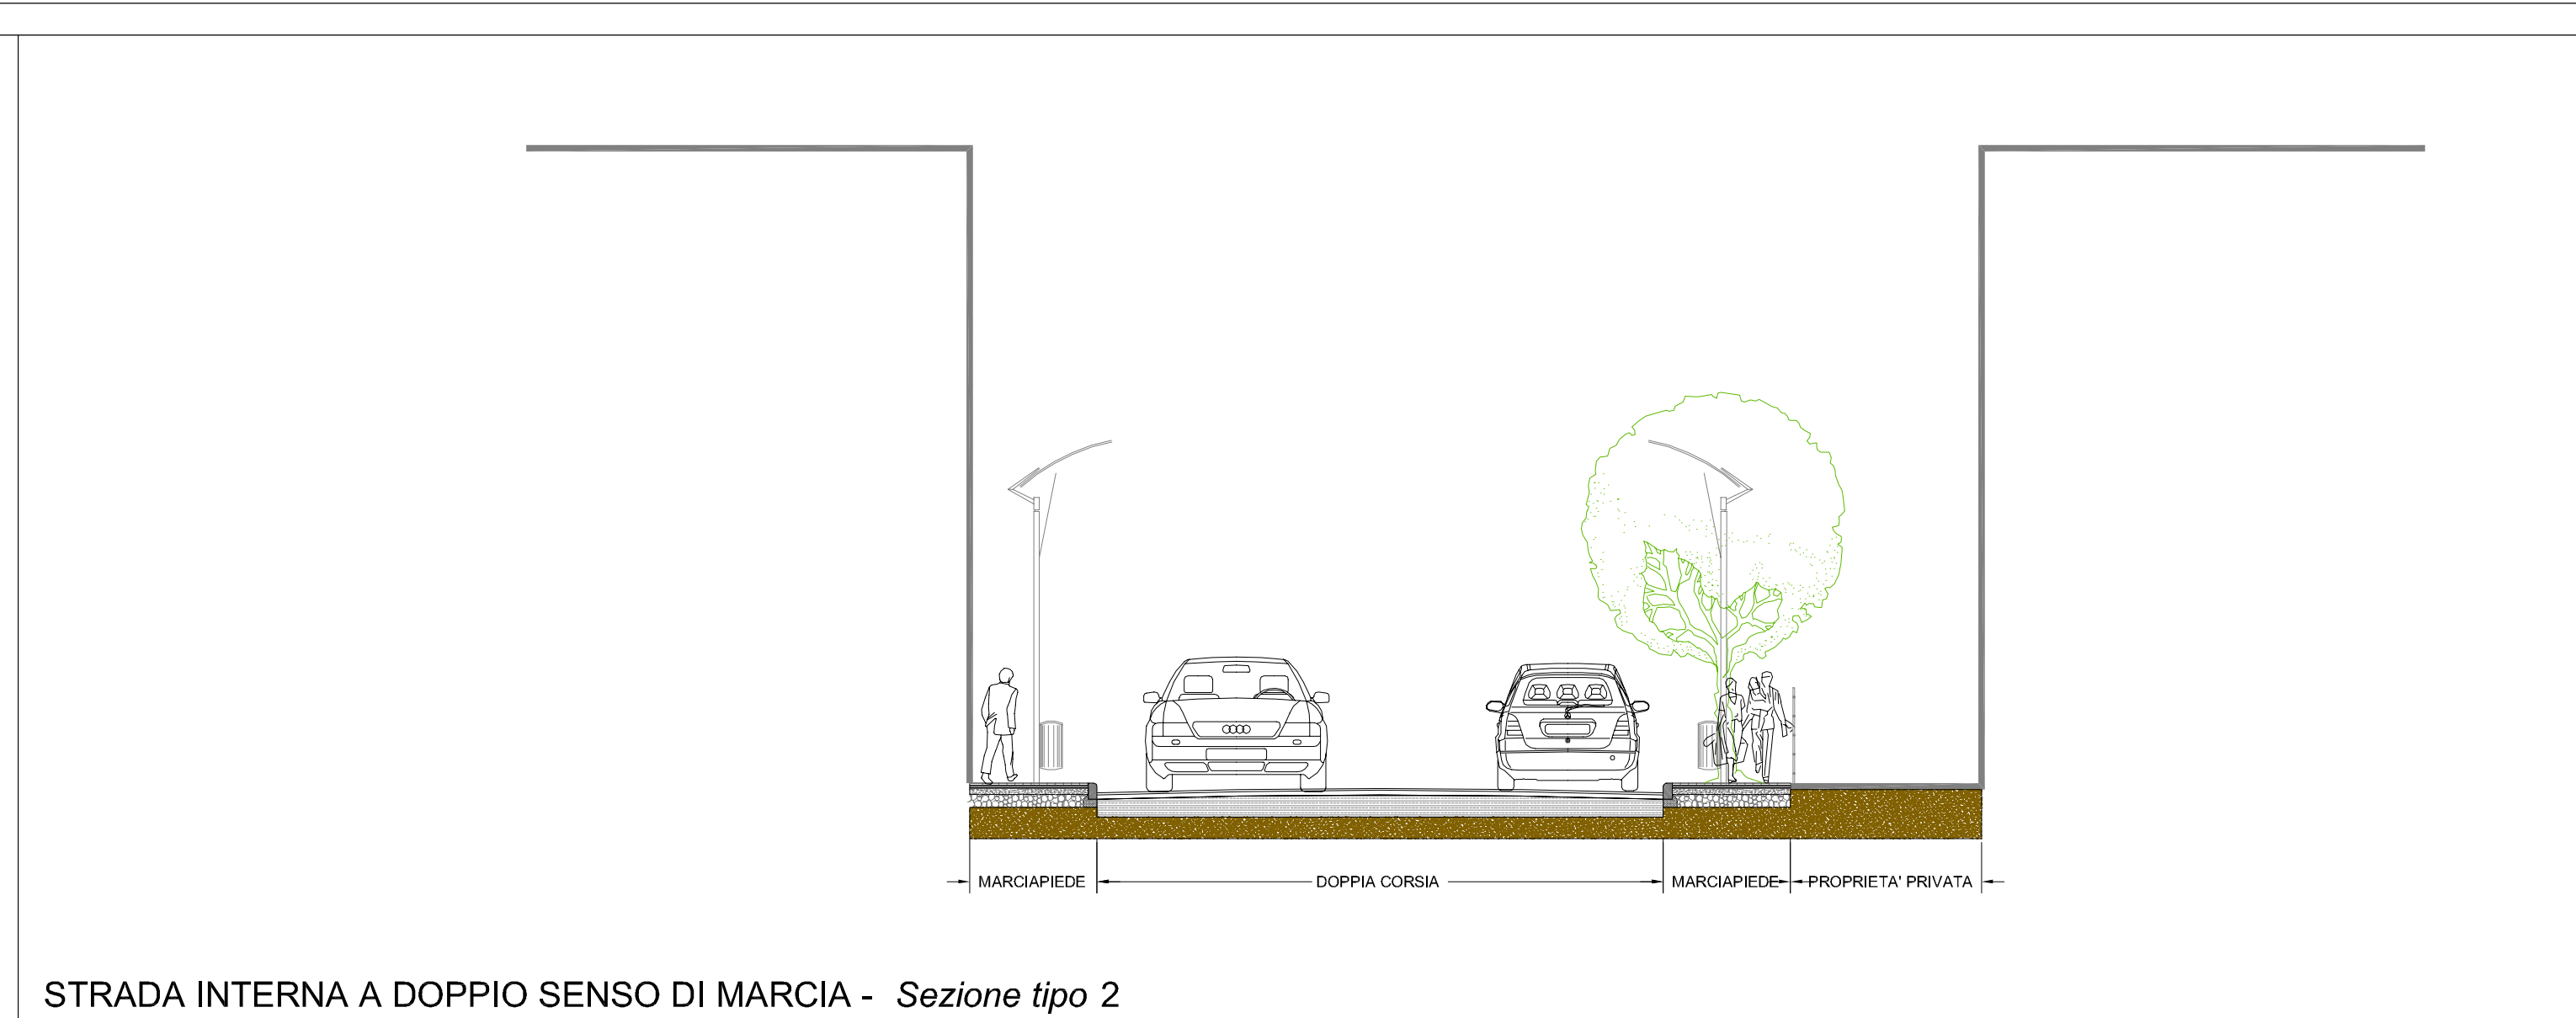 MARCIAPIEDE DOPPIA CORSIA MARCIAPIEDE PROPRIETA' PRIVATA
STRADA INTERNA A DOPPIO SENSO DI MARCIA - Sezione tipo 2